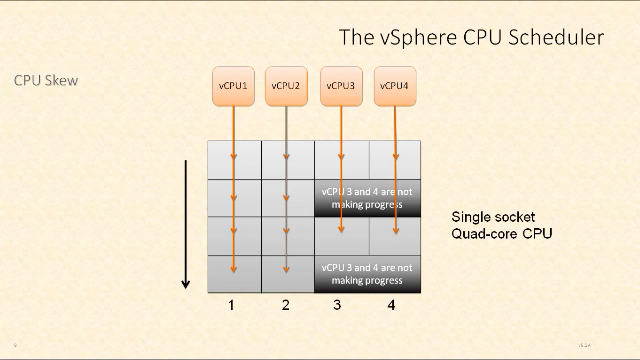 The vSphere CPU Scheduler
CPU Skew
vCPU1 vCPU2 vCPU3 vCPU4
vCPU 3 and 4 are not
making progress
Single socket
Quad-core CPU
vCPU 3 and 4 are not
making progress
1 2 3 4